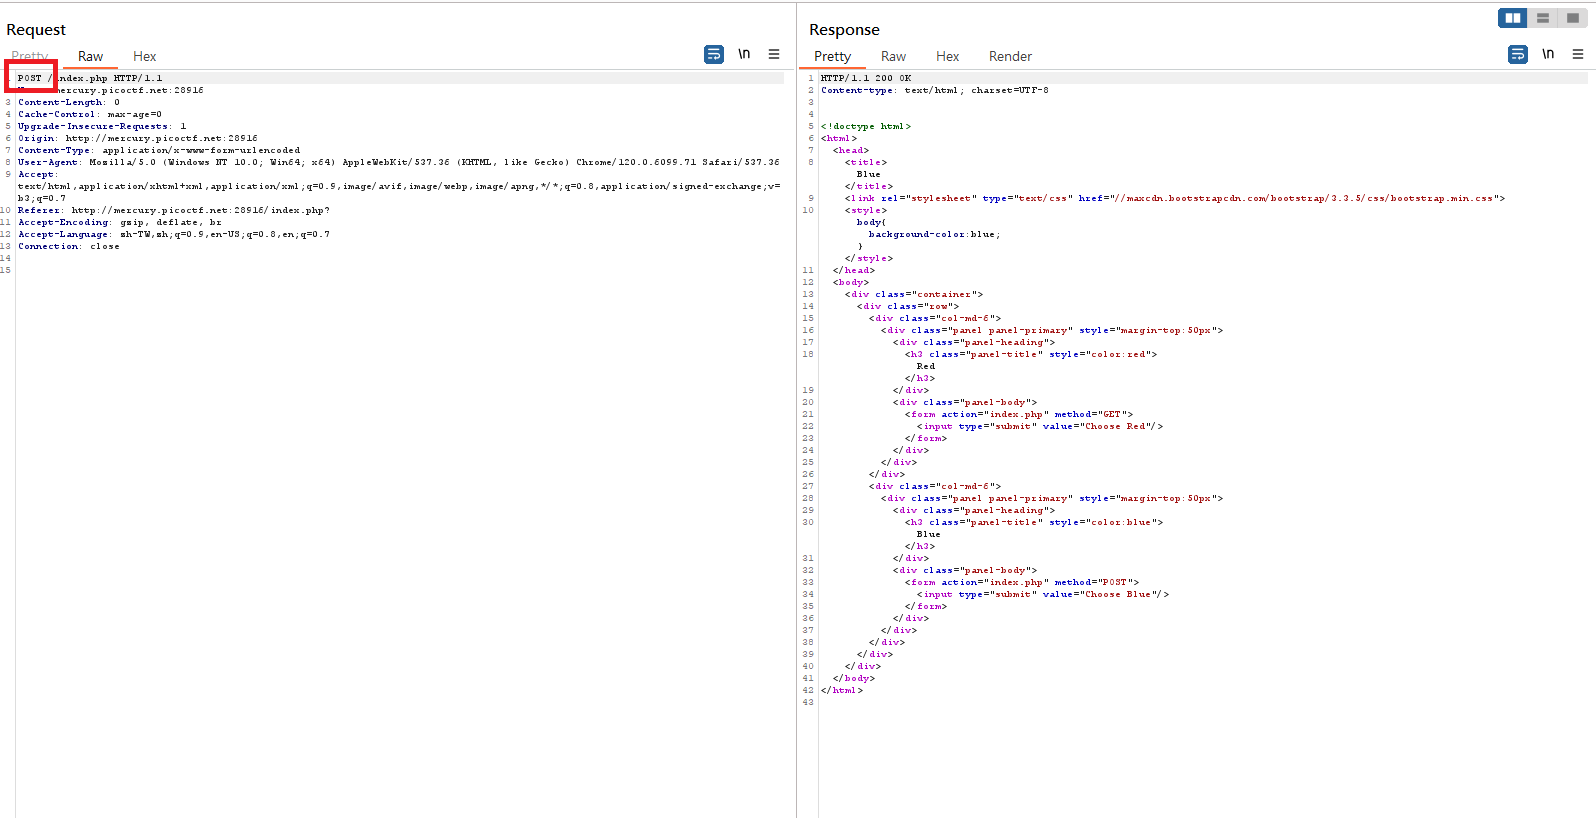 Request
Pretty Raw Hex \n
1 POST /index.php HTTP/1.1
mercury.picoctf.net:28916
3 Content-Length: 0
4 Cache-Control: max-age=0
5 Upgrade-Insecure-Requests: 1
6 Origin: http://mercury.picoctf.net:28916
7 Content-Type: application/x-www-form-urlencoded
8 User-Agent: Mozilla/5.0 (Windows NT 10.0; Win64; x64) AppleWebKit/537.36 (KHTML, like Gecko) Chrome/120.0.6099.71 Safari/537.36
9 Accept:
text/html,application/xhtml+xml,application/xml;q=0.9,image/avif,image/webp,image/apng,*/*;q=0.8,application/signed-exchange;v=
b3;q=0.7
10 Referer: http://mercury.picoctf.net:28916/index.php?
11 Accept-Encoding: gzip, deflate, br
12 Accept-Language: zh-TW,zh;q=0.9,en-US;q=0.8,en;q=0.7
13 Connection: close
14
15
Response
Pretty Raw Hex Render \n
1 HTTP/1.1 200 OK
2 Content-type: text/html; charset=UTF-8
3
4
5 <!doctype html>
6 <html>
7 <head>
8 <title>
Blue
</title>
9 <link rel="stylesheet" type="text/css" href="//maxcdn.bootstrapcdn.com/bootstrap/3.3.5/css/bootstrap.min.css">
10 <style>
body{
background-color:blue;
}
</style>
11 </head>
12 <body>
13 <div class="container">
14 <div class="row">
15 <div class="col-md-6">
16 <div class="panel panel-primary" style="margin-top:50px">
17 <div class="panel-heading">
18 <h3 class="panel-title" style="color:red">
Red
</h3>
19 </div>
20 <div class="panel-body">
21 <form action="index.php" method="GET">
22 <input type="submit" value="Choose Red"/>
23 </form>
24 </div>
25 </div>
26 </div>
27 <div class="col-md-6">
28 <div class="panel panel-primary" style="margin-top:50px">
29 <div class="panel-heading">
30 <h3 class="panel-title" style="color:blue">
Blue
</h3>
31 </div>
32 <div class="panel-body">
33 <form action="index.php" method="POST">
34 <input type="submit" value="Choose Blue"/>
35 </form>
36 </div>
37 </div>
38 </div>
39 </div>
40 </div>
41 </body>
42 </html>
43